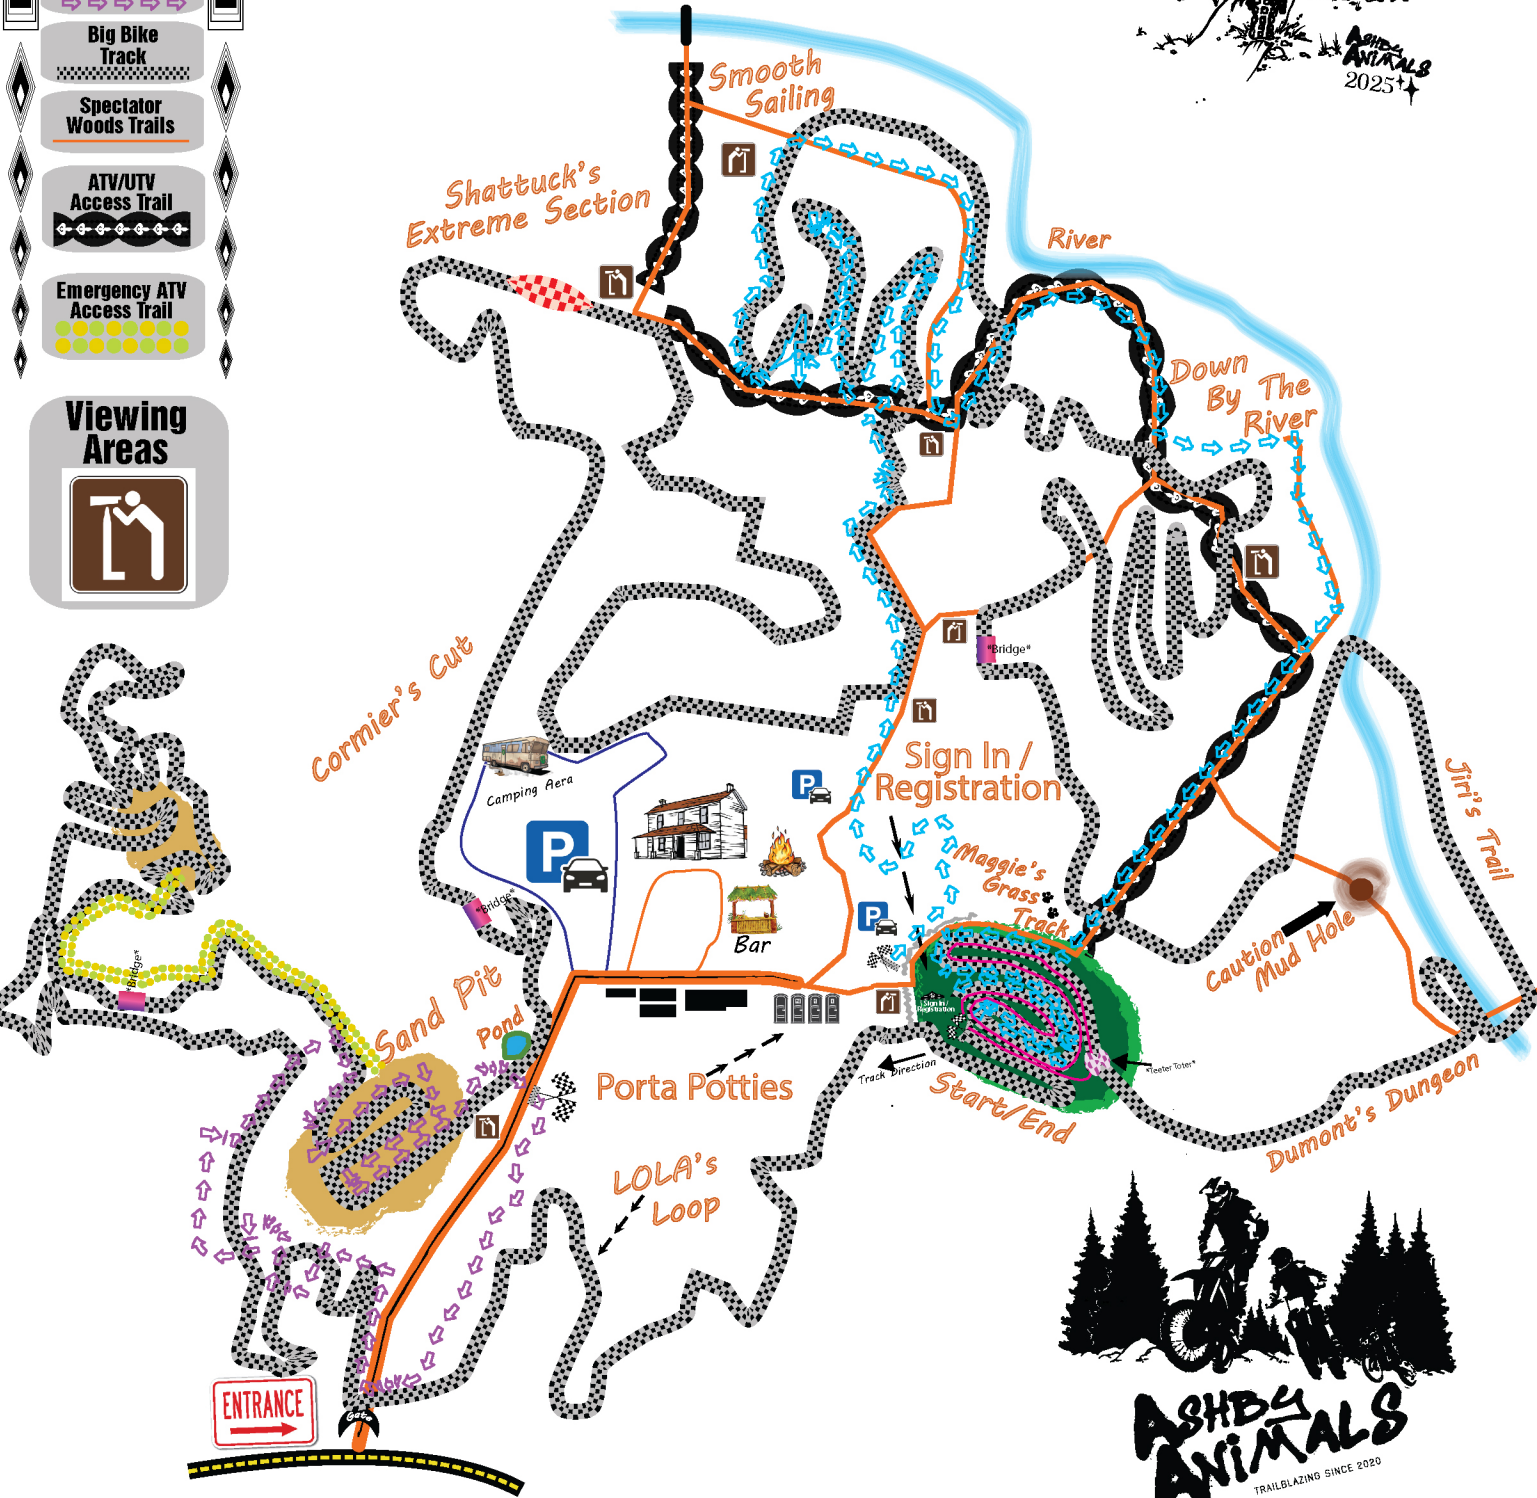 Big Bike
Track
Spectator
Woods Trails
ATV/UTV
Access Trail
Emergency ATV
Access Trail
Viewing
Areas
ASHBY
ANIMALS
2025
Smooth
Sailing
Shattuck's
Extreme Section
River
Down
By The
River
Cormier's Cut
*Bridge*
Camping Aera
P
P
Sign In /
Registration
Maggie's
Grass
Track
P
Bar
*Bridge*
*Bridge*
Jiri's Trail
Caution
Mud Hole
Sand Pit
Pond
Sign In /
Registration
Porta Potties
Track Direction
Start/End
*Teeter Toter*
Dumont's Dungeon
LOLA's
Loop
ENTRANCE
Gate
ASHBY
ANIMALS
TRAILBLAZING SINCE 2020